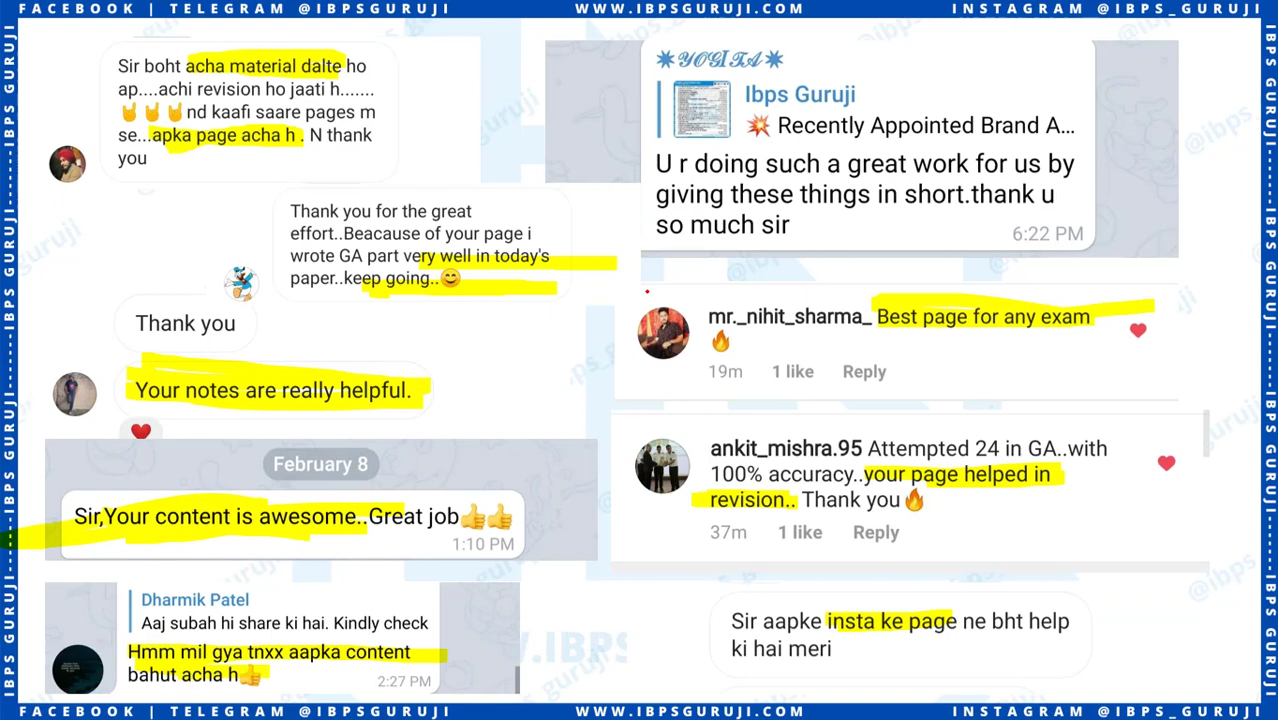 FACEBOOK | TELEGRAM @IBPSGURUJI
WWW.IBPSGURUJI.COM
INSTAGRAM @IBPS_GURUJI
Sir boht acha material dalte ho
ap....achi revision ho jaati h.......
🤘🤘🤘nd kaafi saare pages m
se...apka page acha h . N thank
you
Thank you for the great
effort..Beacause of your page i
wrote GA part very well in today's
paper..keep going..😊
Thank you
Your notes are really helpful.
February 8
Sir,Your content is awesome..Great job👍👍
1:10 PM
Dharmik Patel
Aaj subah hi share ki hai. Kindly check
Hmm mil gya tnxx aapka content
bahut acha h👍
2:27 PM
✷𝒴𝒪𝒢𝐼𝒯𝒜✷
Ibps Guruji
💥 Recently Appointed Brand A...
U r doing such a great work for us by
giving these things in short.thank u
so much sir
6:22 PM
mr._nihit_sharma_ Best page for any exam
🔥
19m 1 like Reply
ankit_mishra.95 Attempted 24 in GA..with
100% accuracy..your page helped in
revision.. Thank you🔥
37m 1 like Reply
Sir aapke insta ke page ne bht help
ki hai meri
FACEBOOK | TELEGRAM @IBPSGURUJI
WWW.IBPSGURUJI.COM
INSTAGRAM @IBPS_GURUJI